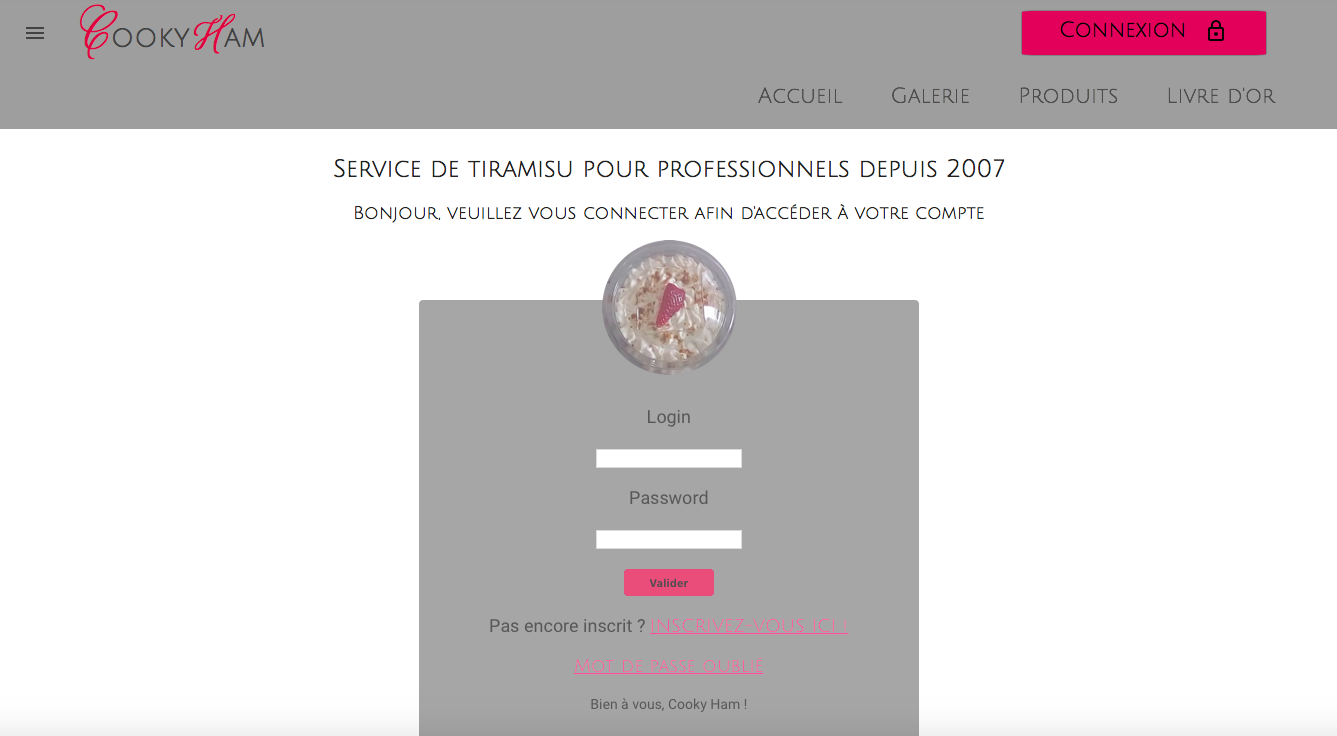 Cooky Ham
Connexion
Accueil Galerie Produits Livre d'or
Service de tiramisu pour professionnels depuis 2007
Bonjour, veuillez vous connecter afin d'accéder à votre compte
Login
Password
Valider
Pas encore inscrit ? Inscrivez-vous ici !
Mot de passe oublié
Bien à vous, Cooky Ham !